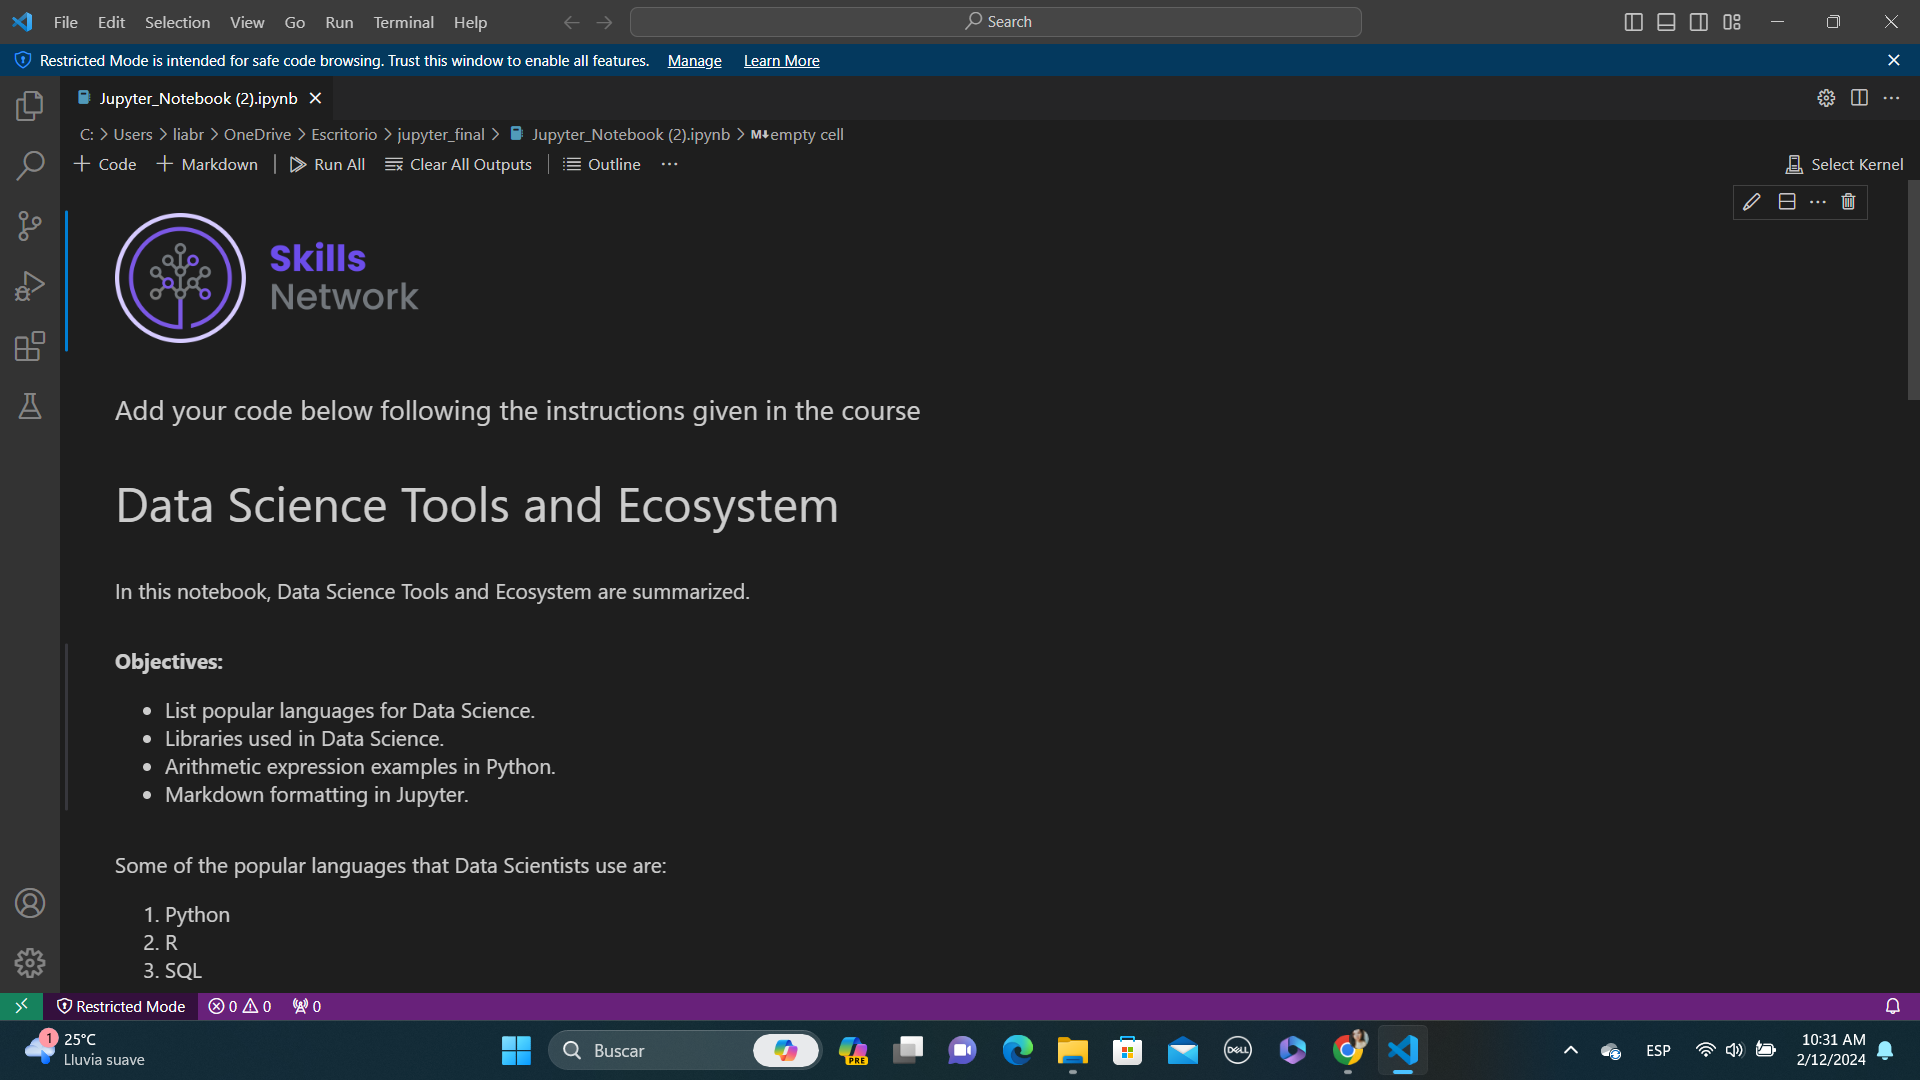 File Edit Selection View Go Run Terminal Help
Search
Restricted Mode is intended for safe code browsing. Trust this window to enable all features. Manage Learn More
Jupyter_Notebook (2).ipynb
C: > Users > liabr > OneDrive > Escritorio > jupyter_final > Jupyter_Notebook (2).ipynb > M↓empty cell
+ Code + Markdown Run All Clear All Outputs Outline ... Select Kernel
Skills
Network
Add your code below following the instructions given in the course
Data Science Tools and Ecosystem
In this notebook, Data Science Tools and Ecosystem are summarized.
Objectives:
• List popular languages for Data Science.
• Libraries used in Data Science.
• Arithmetic expression examples in Python.
• Markdown formatting in Jupyter.
Some of the popular languages that Data Scientists use are:
1. Python
2. R
3. SQL
Restricted Mode 0 0 0
1
25°C
Lluvia suave
Buscar
PRE
DELL
ESP
10:31 AM
2/12/2024